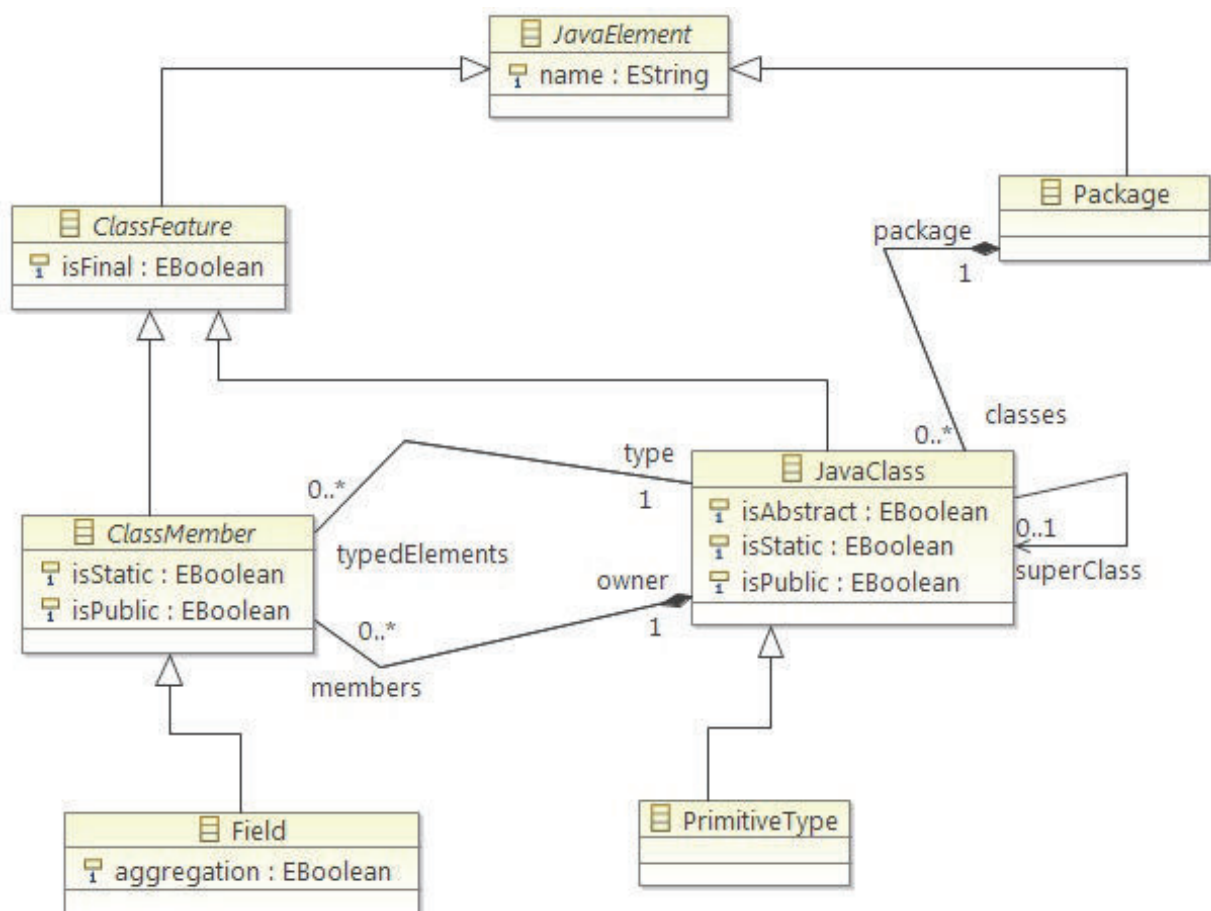 JavaElement
name : EString
ClassFeature
isFinal : EBoolean
Package
package
1
classes
0..*
type
1
0..*
typedElements
JavaClass
isAbstract : EBoolean
isStatic : EBoolean
isPublic : EBoolean
0..1
superClass
ClassMember
isStatic : EBoolean
isPublic : EBoolean
owner
1
0..*
members
Field
aggregation : EBoolean
PrimitiveType